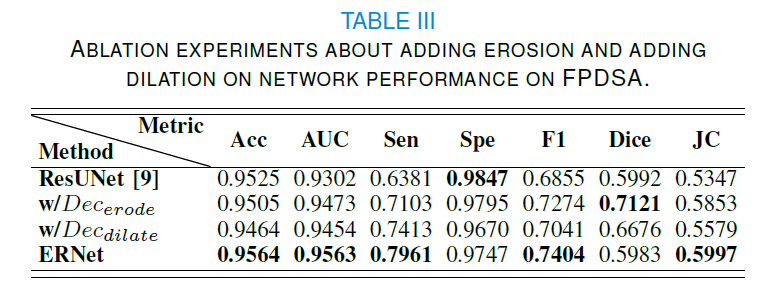 TABLE III
ABLATION EXPERIMENTS ABOUT ADDING EROSION AND ADDING
DILATION ON NETWORK PERFORMANCE ON FPDSA.
Metric
Method Acc AUC Sen Spe F1 Dice JC
ResUNet [9] 0.9525 0.9302 0.6381 0.9847 0.6855 0.5992 0.5347
w/Dec_erode 0.9505 0.9473 0.7103 0.9795 0.7274 0.7121 0.5853
w/Dec_dilate 0.9464 0.9454 0.7413 0.9670 0.7041 0.6676 0.5579
ERNet 0.9564 0.9563 0.7961 0.9747 0.7404 0.5983 0.5997